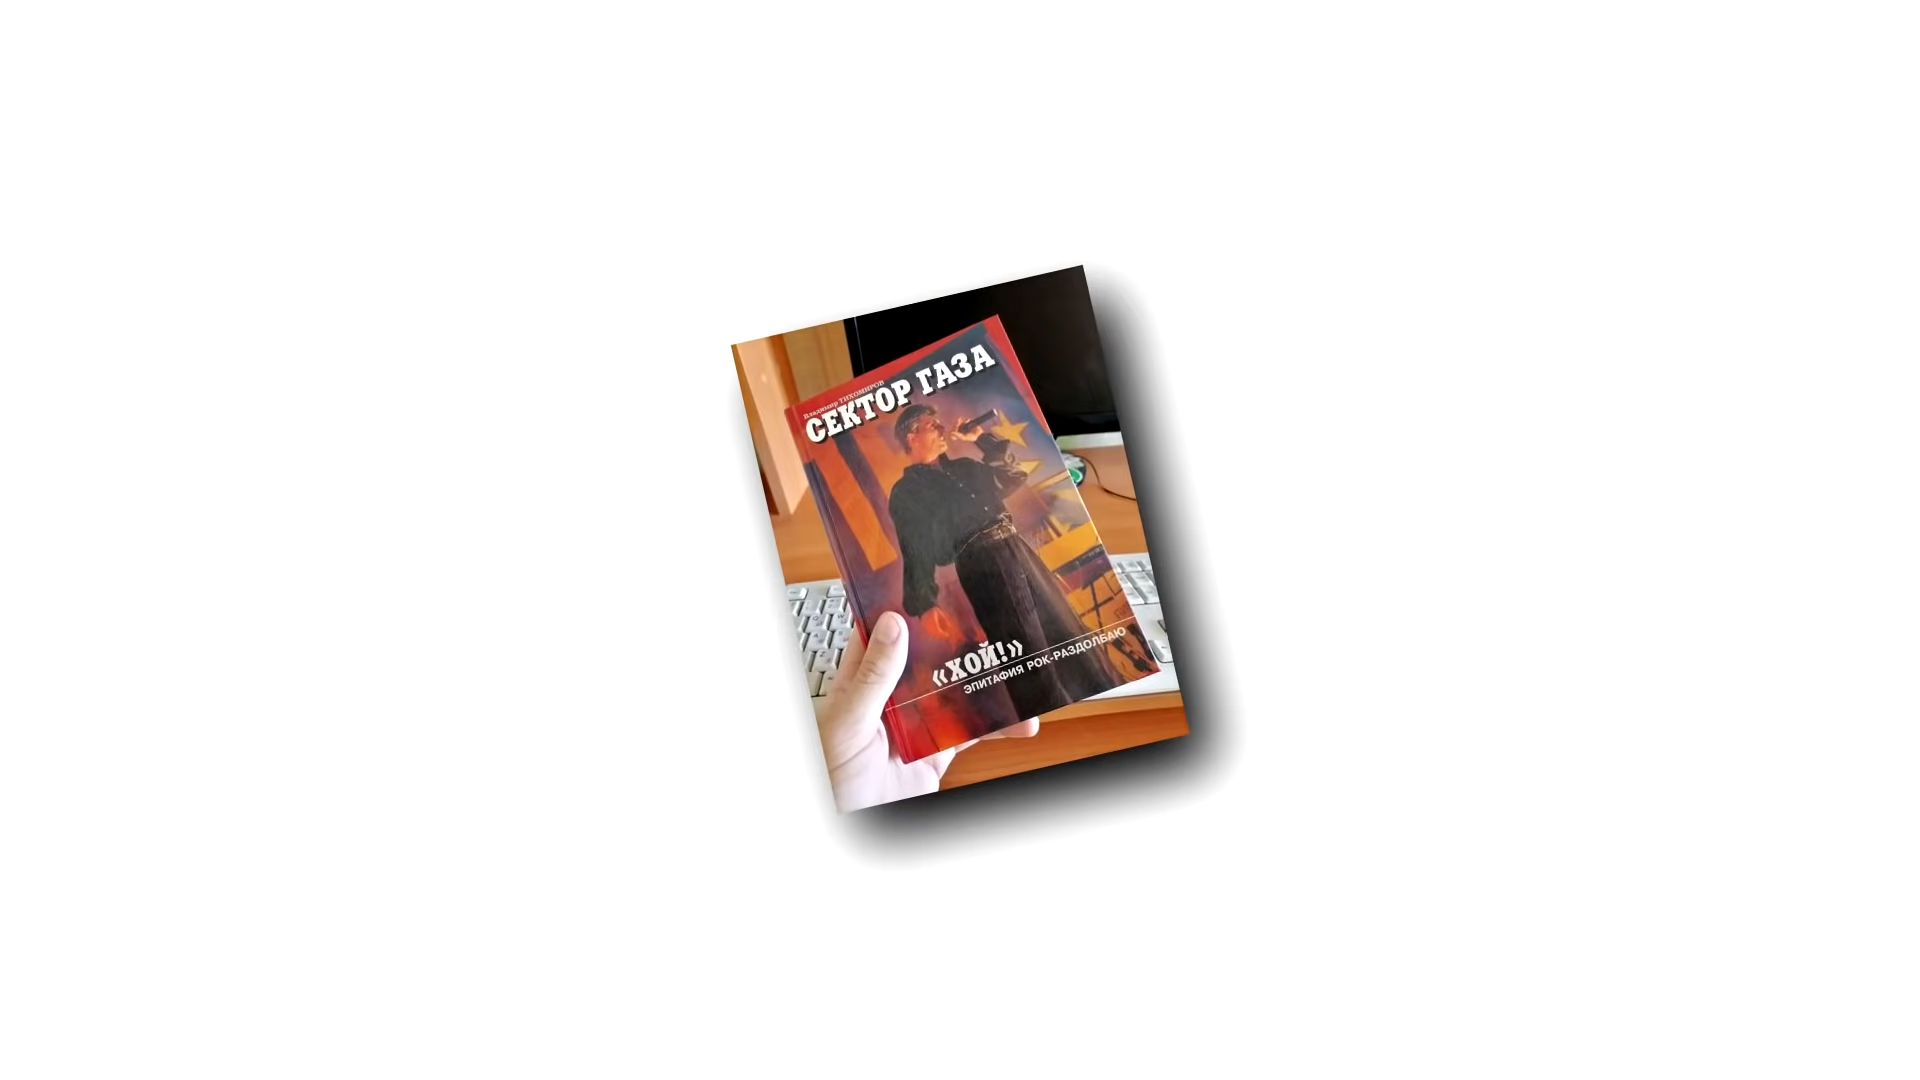 Владимир ТИХОМИРОВ
СЕКТОР ГАЗА
«ХОЙ!»
ЭПИТАФИЯ РОК-РАЗДОЛБАЮ